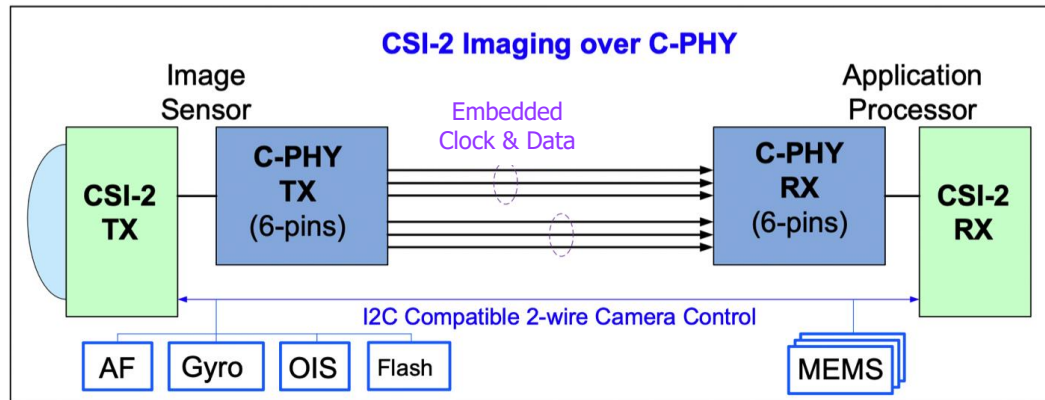 CSI-2 Imaging over C-PHY
Image
Sensor
Embedded
Clock & Data
Application
Processor
CSI-2
TX
C-PHY
TX
(6-pins)
C-PHY
RX
(6-pins)
CSI-2
RX
I2C Compatible 2-wire Camera Control
AF
Gyro
OIS
Flash
MEMS